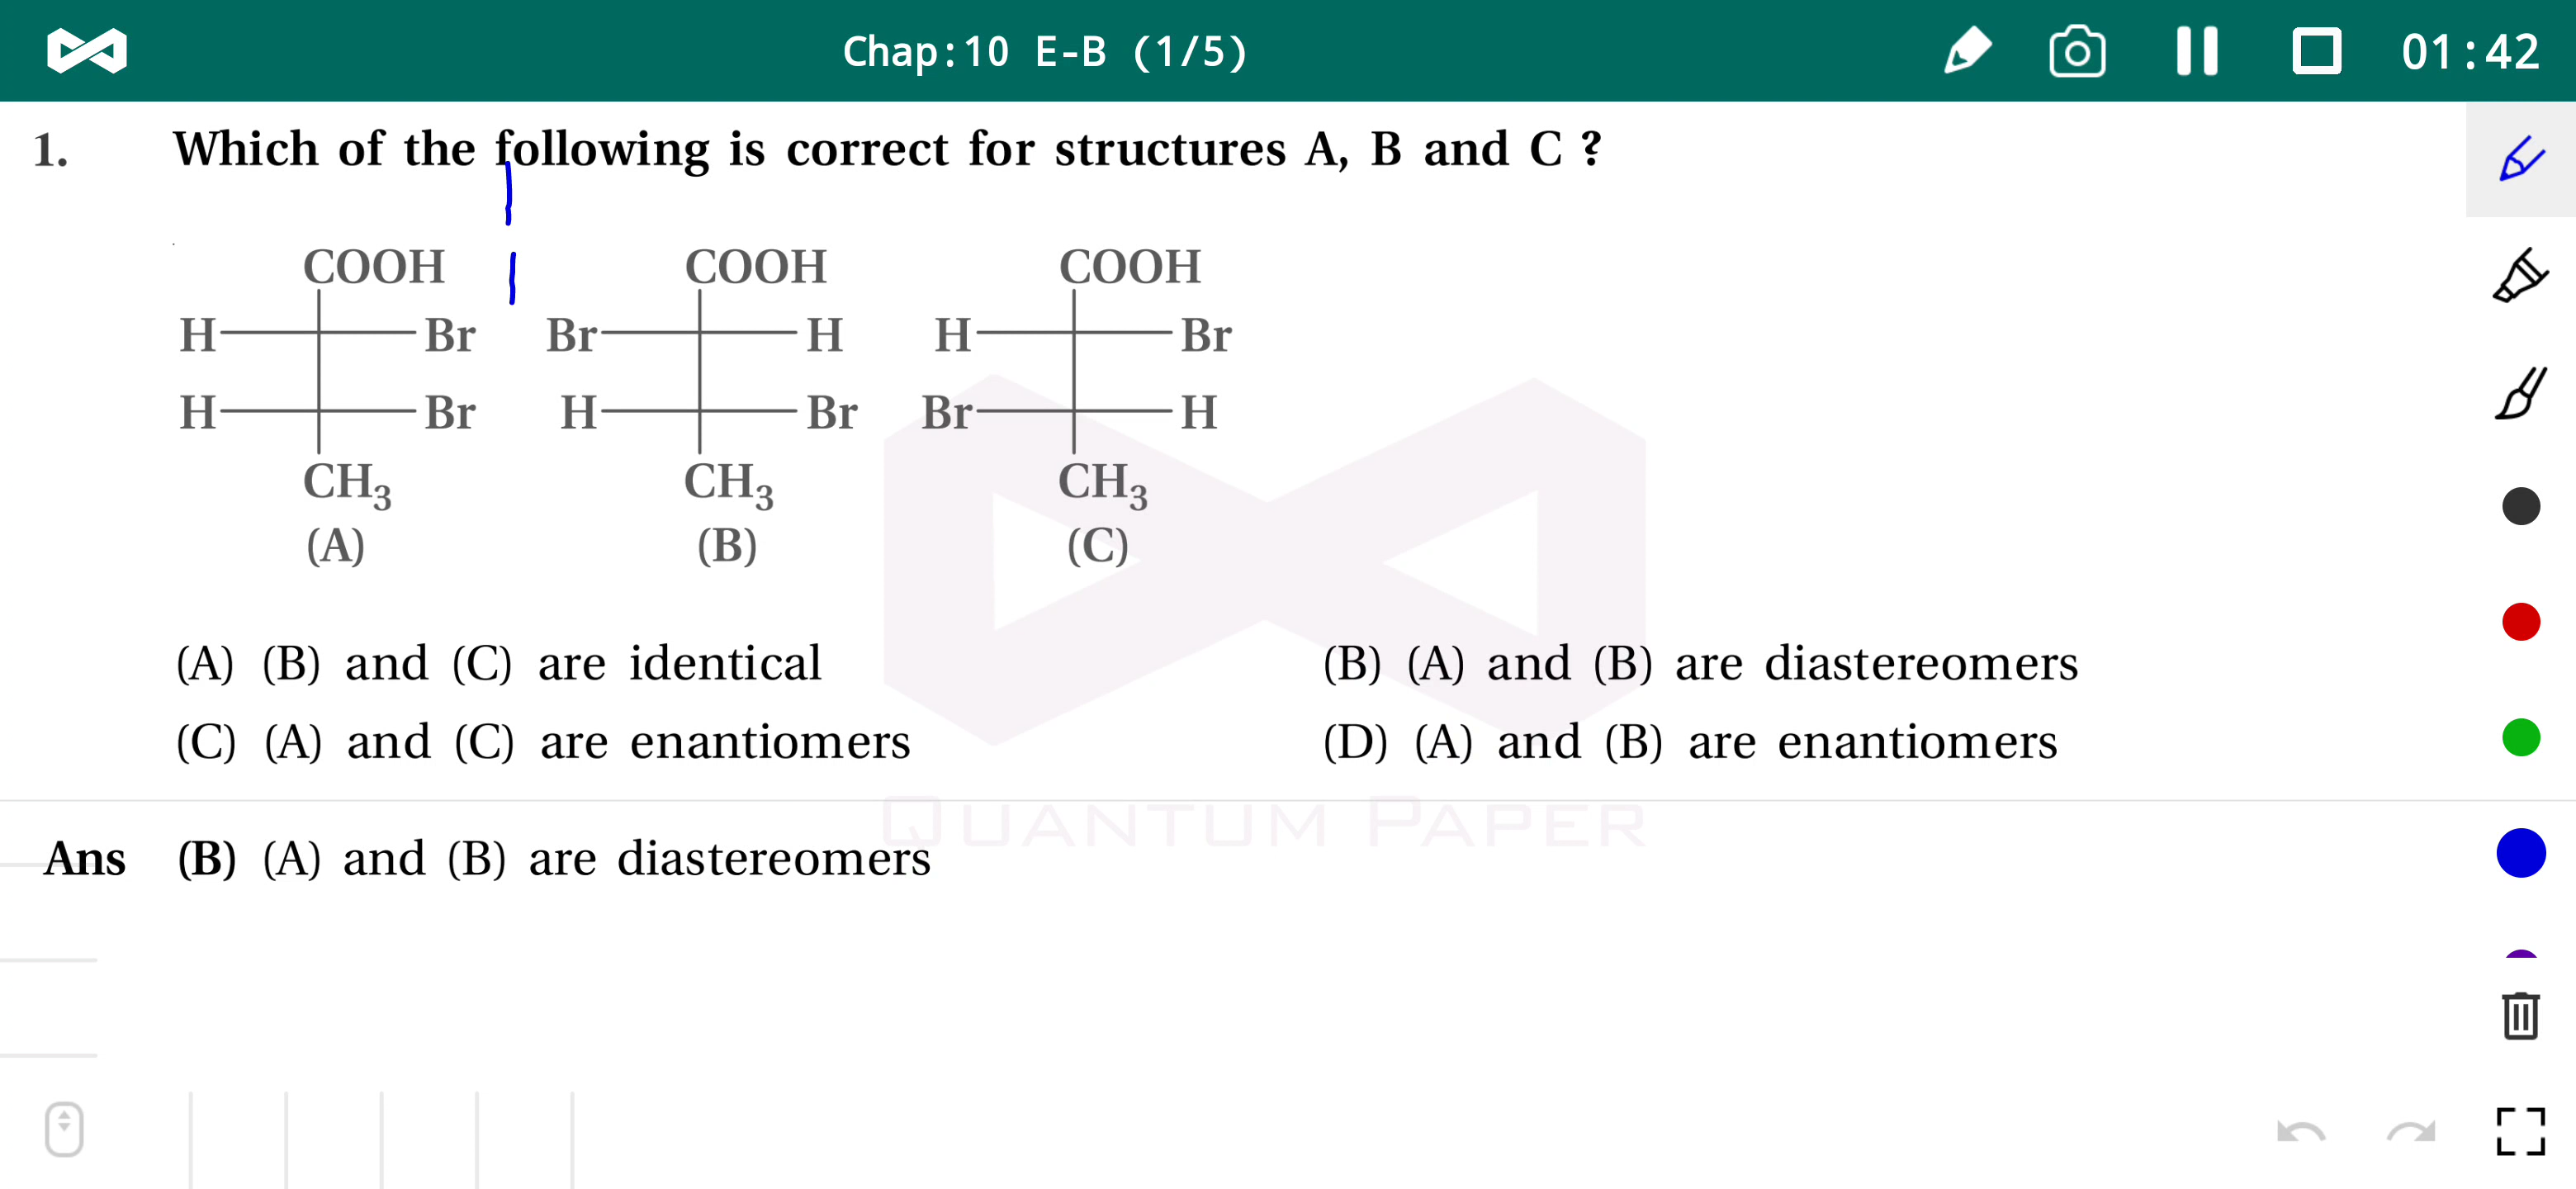 Chap:10 E-B (1/5)
01:42
1. Which of the following is correct for structures A, B and C ?
COOH COOH COOH
H Br Br H H Br
H Br H Br Br H
CH3 CH3 CH3
(A) (B) (C)
(A) (B) and (C) are identical
(B) (A) and (B) are diastereomers
(C) (A) and (C) are enantiomers
(D) (A) and (B) are enantiomers
QUANTUM PAPER
Ans (B) (A) and (B) are diastereomers